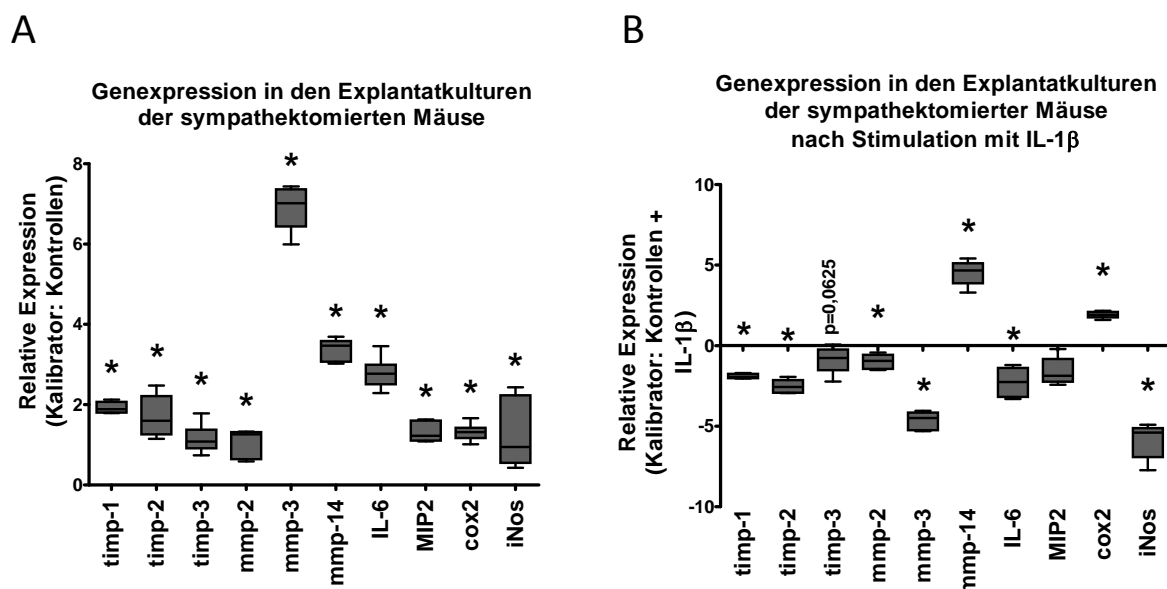 A
Genexpression in den Explantatkulturen
der sympathektomierten Mäuse
Relative Expression
(Kalibrator: Kontrollen)
8
6
4
2
0
*
*
*
*
*
*
*
*
*
*
timp-1
timp-2
timp-3
mmp-2
mmp-3
mmp-14
IL-6
MIP2
cox2
iNos
B
Genexpression in den Explantatkulturen
der sympathektomierter Mäuse
nach Stimulation mit IL-1β
Relative Expression
(Kalibrator: Kontrollen +
IL-1β)
10
5
0
-5
-10
*
*
p=0,0625
*
*
*
*
*
*
timp-1
timp-2
timp-3
mmp-2
mmp-3
mmp-14
IL-6
MIP2
cox2
iNos